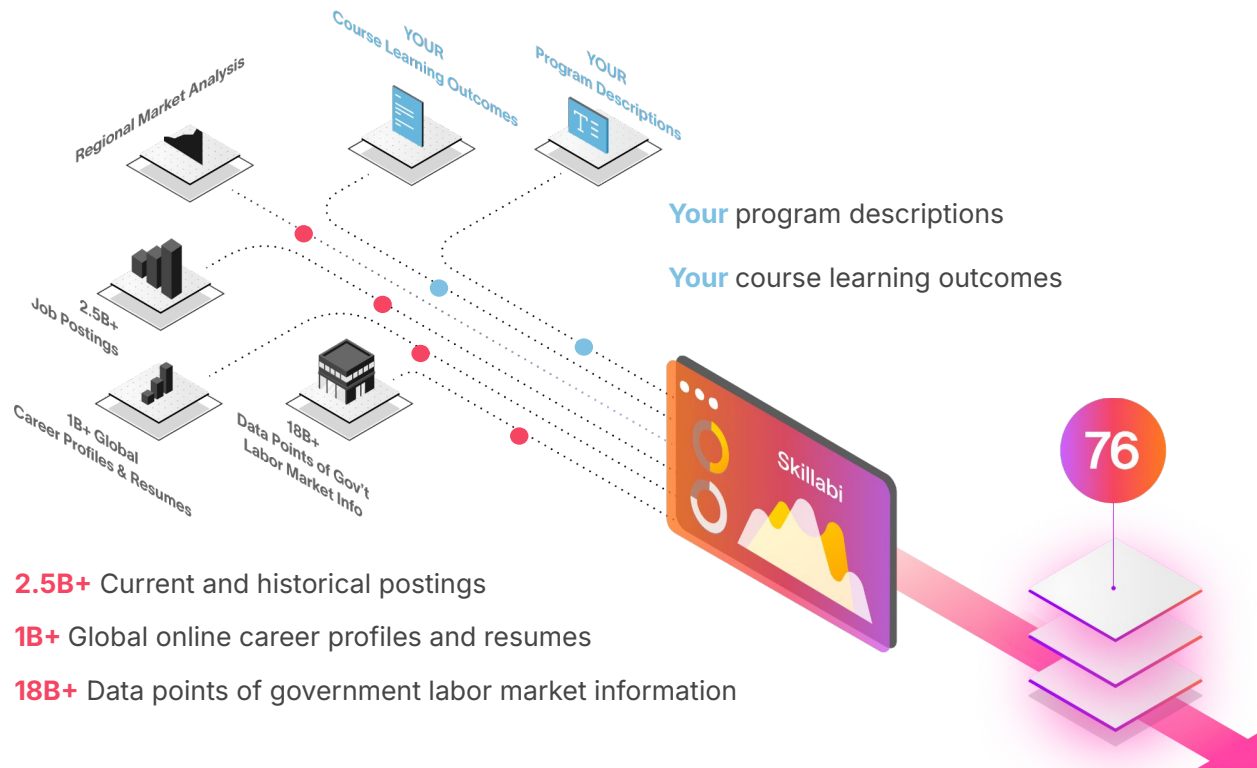 YOUR
Course Learning Outcomes
YOUR
Program Descriptions
Regional Market Analysis
Your program descriptions
Your course learning outcomes
2.5B+
Job Postings
1B+ Global
Career Profiles & Resumes
18B+
Data Points of Gov't
Labor Market Info
T
Skillabi
76
2.5B+ Current and historical postings
1B+ Global online career profiles and resumes
18B+ Data points of government labor market information